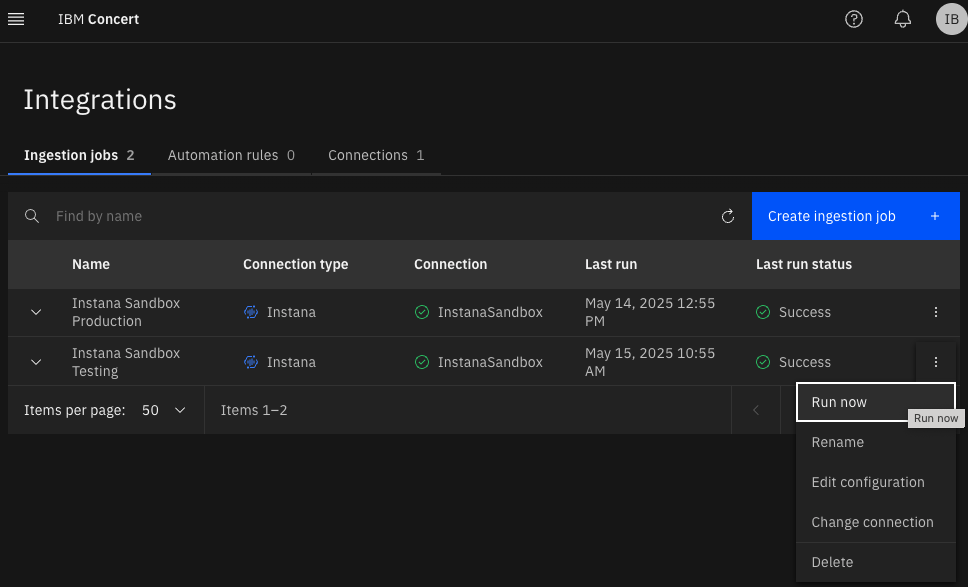 IBM Concert
IB
Integrations
Ingestion jobs 2
Automation rules 0
Connections 1
Find by name
Create ingestion job +
Name Connection type Connection Last run Last run status
Instana Sandbox
Production
Instana
InstanaSandbox
May 14, 2025 12:55
PM
Success
Instana Sandbox
Testing
Instana
InstanaSandbox
May 15, 2025 10:55
AM
Success
Items per page: 50
Items 1–2
Run now
Run now
Rename
Edit configuration
Change connection
Delete